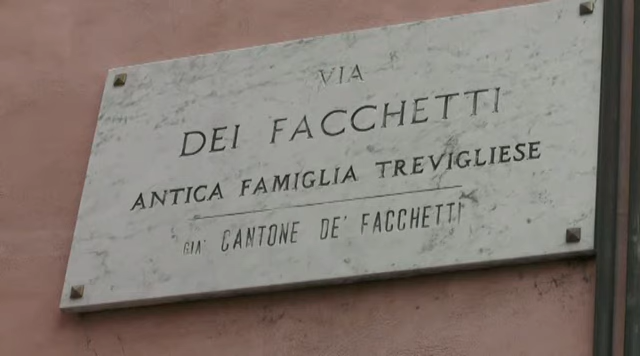 VIA
DEI FACCHETTI
ANTICA FAMIGLIA TREVIGLIESE
GIA' CANTONE DE' FACCHETTI